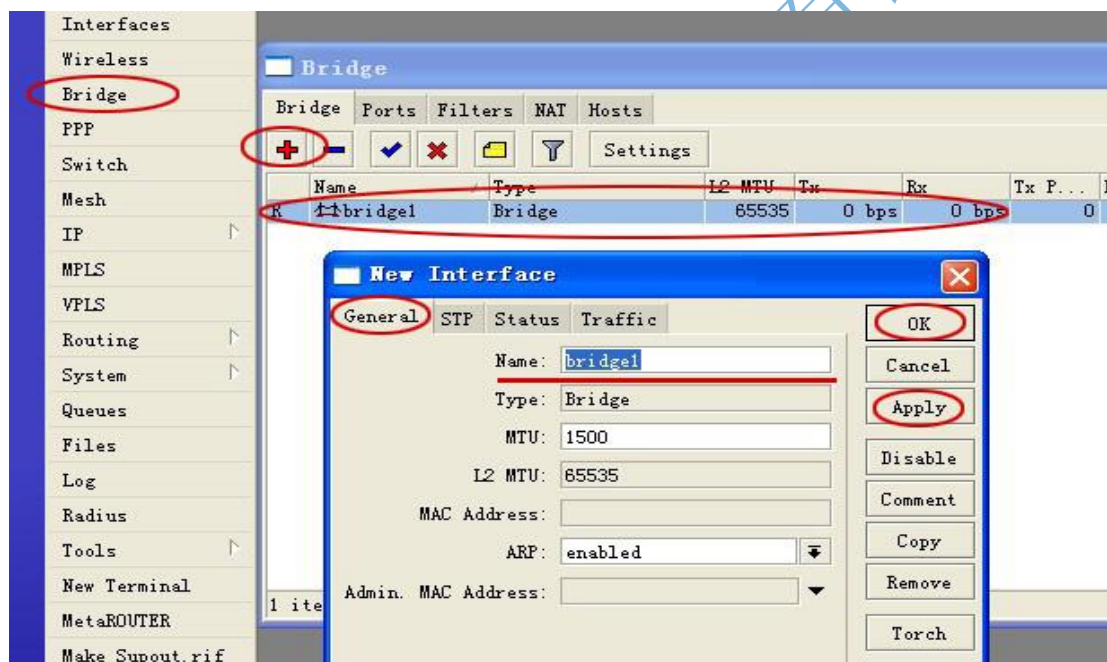 Interfaces
Wireless
Bridge
PPP
Switch
Mesh
IP
MPLS
VPLS
Routing
System
Queues
Files
Log
Radius
Tools
New Terminal
MetaROUTER
Make Supout.rif
Bridge
Bridge Ports Filters NAT Hosts
Settings
Name Type L2 MTU Tx Rx Tx P...
R bridge1 Bridge 65535 0 bps 0 bps 0
New Interface
General STP Status Traffic
Name: bridge1
Type: Bridge
MTU: 1500
L2 MTU: 65535
MAC Address:
ARP: enabled
Admin. MAC Address:
OK
Cancel
Apply
Disable
Comment
Copy
Remove
Torch
1 ite